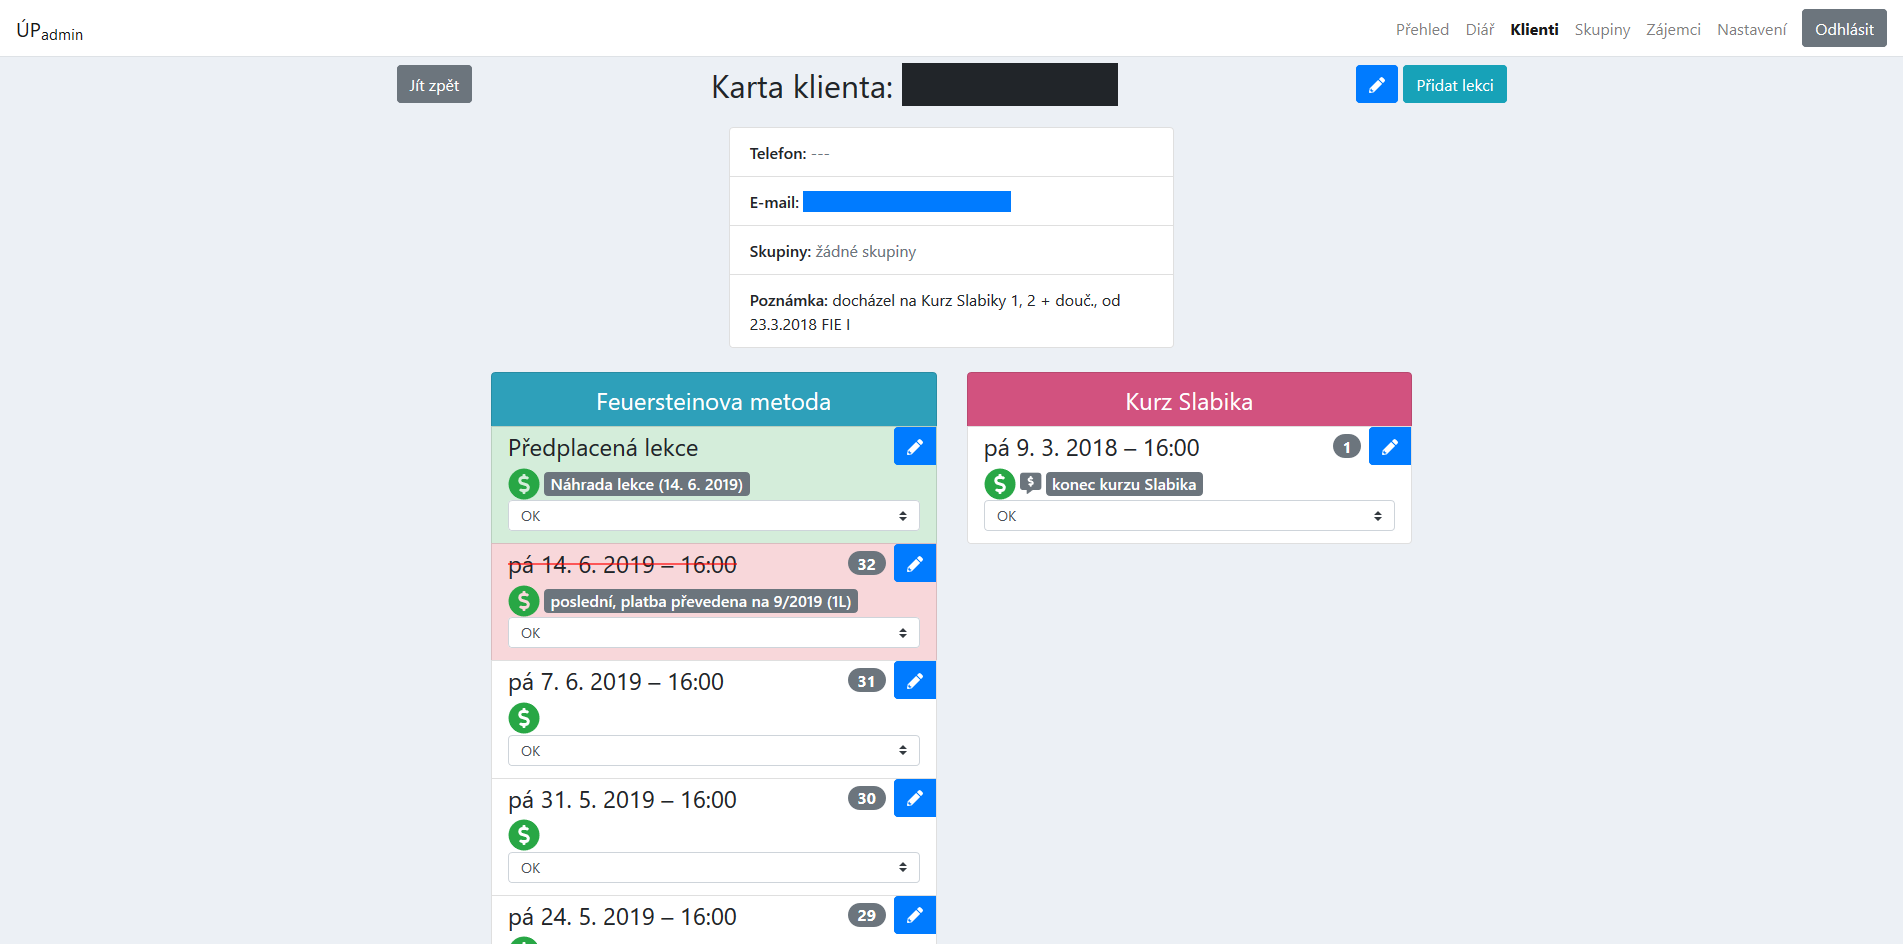 ÚPadmin
Přehled Diář Klienti Skupiny Zájemci Nastavení Odhlásit
Jít zpět
Karta klienta:
Přidat lekci
Telefon: ---
E-mail:
Skupiny: žádné skupiny
Poznámka: docházel na Kurz Slabiky 1, 2 + douč., od
23.3.2018 FIE I
Feuersteinova metoda
Předplacená lekce
$ Náhrada lekce (14. 6. 2019)
OK
pá 14. 6. 2019 – 16:00 32
$ poslední, platba převedena na 9/2019 (1L)
OK
pá 7. 6. 2019 – 16:00 31
$
OK
pá 31. 5. 2019 – 16:00 30
$
OK
pá 24. 5. 2019 – 16:00 29
Kurz Slabika
pá 9. 3. 2018 – 16:00 1
$ $ konec kurzu Slabika
OK